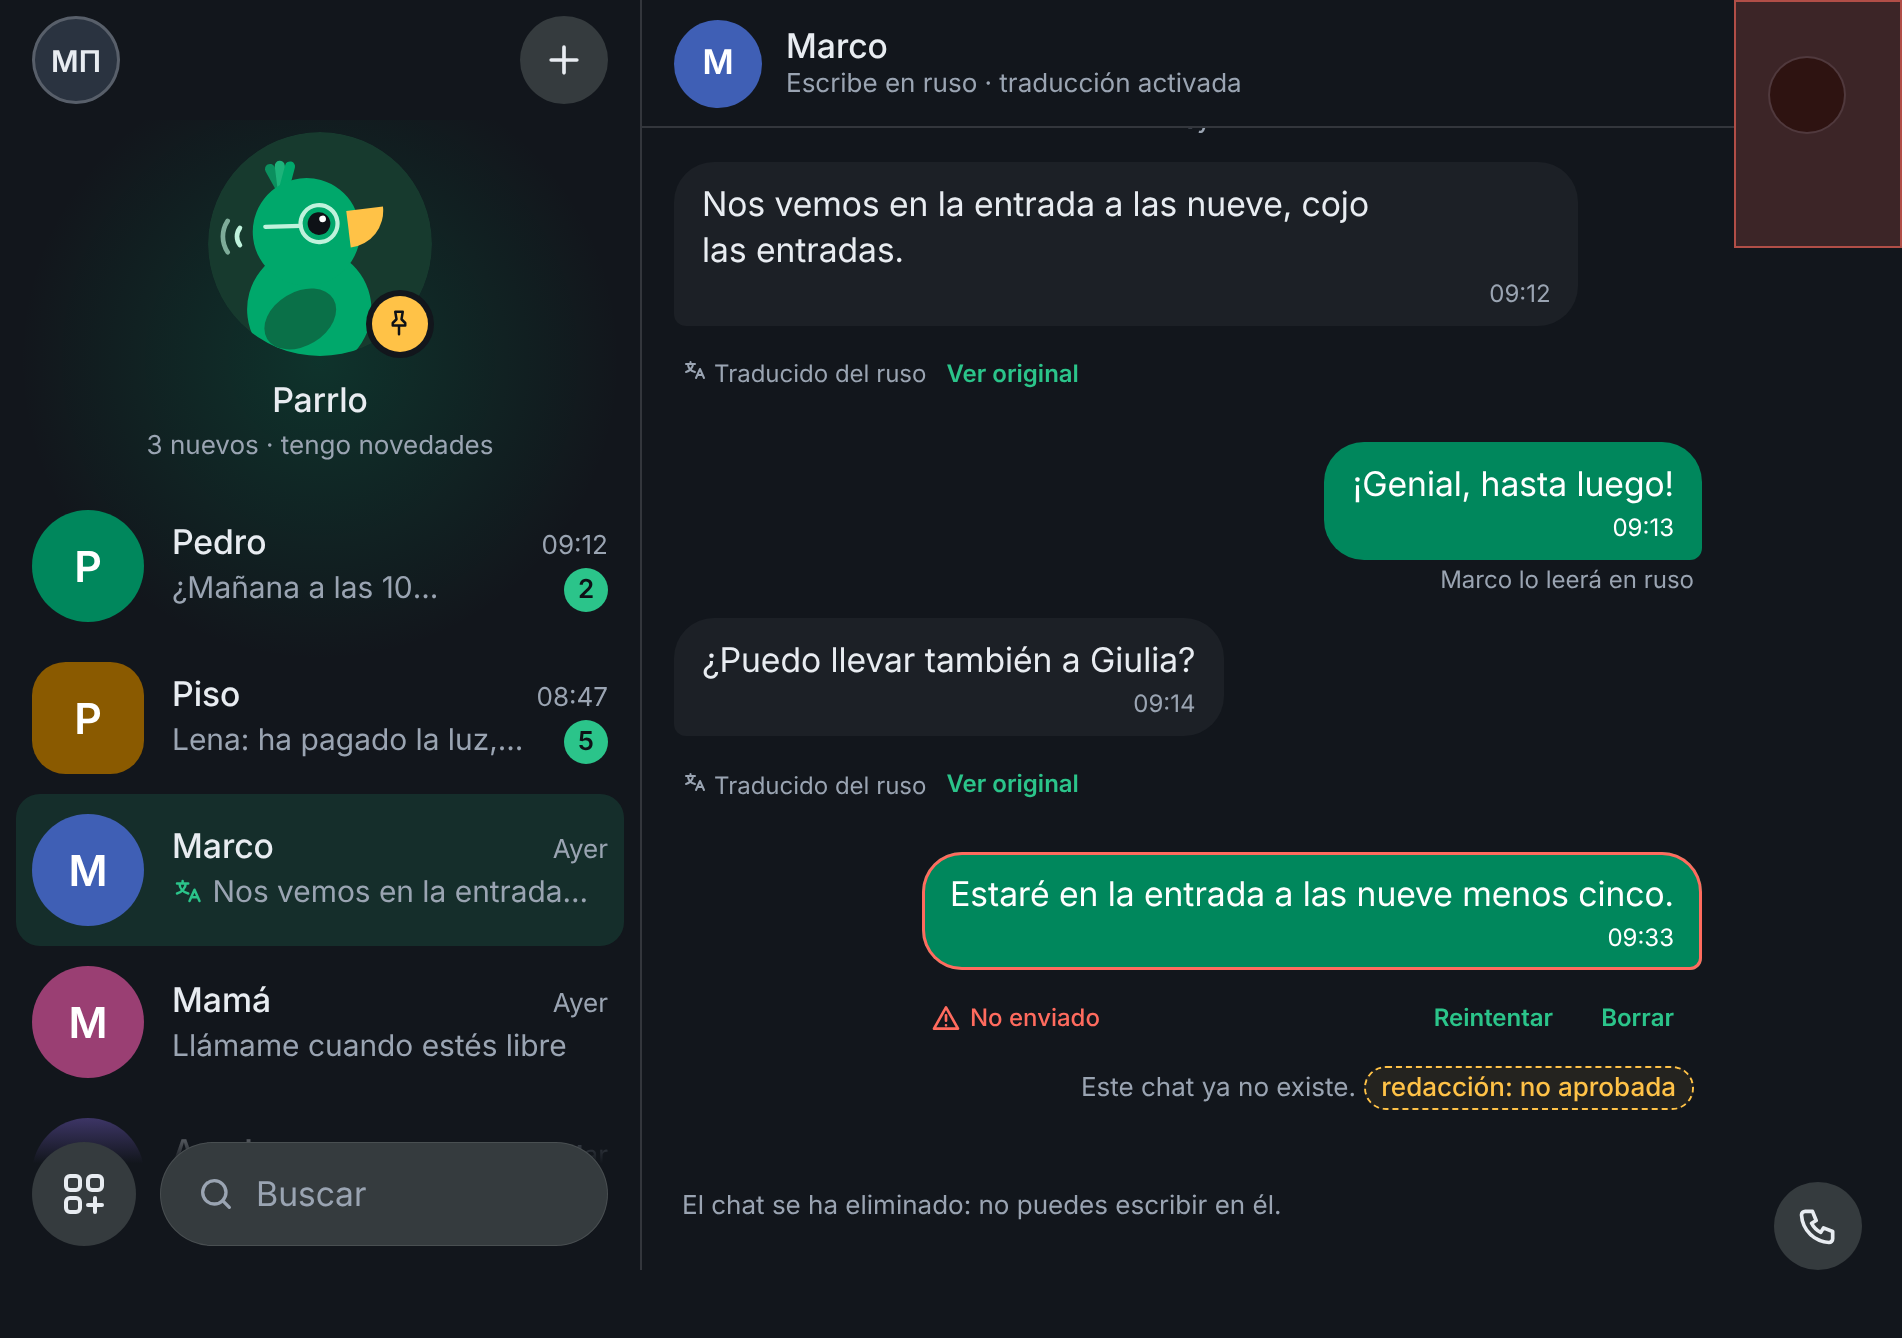 МП
Parrlo
3 nuevos · tengo novedades
P
Pedro
09:12
¿Mañana a las 10...
2
P
Piso
08:47
Lena: ha pagado la luz,...
5
M
Marco
Ayer
Nos vemos en la entrada...
M
Mamá
Ayer
Llámame cuando estés libre
Buscar
M
Marco
Escribe en ruso · traducción activada
Nos vemos en la entrada a las nueve, cojo
las entradas.
09:12
Traducido del ruso Ver original
¡Genial, hasta luego!
09:13
Marco lo leerá en ruso
¿Puedo llevar también a Giulia?
09:14
Traducido del ruso Ver original
Estaré en la entrada a las nueve menos cinco.
09:33
No enviado Reintentar Borrar
Este chat ya no existe. redacción: no aprobada
El chat se ha eliminado: no puedes escribir en él.